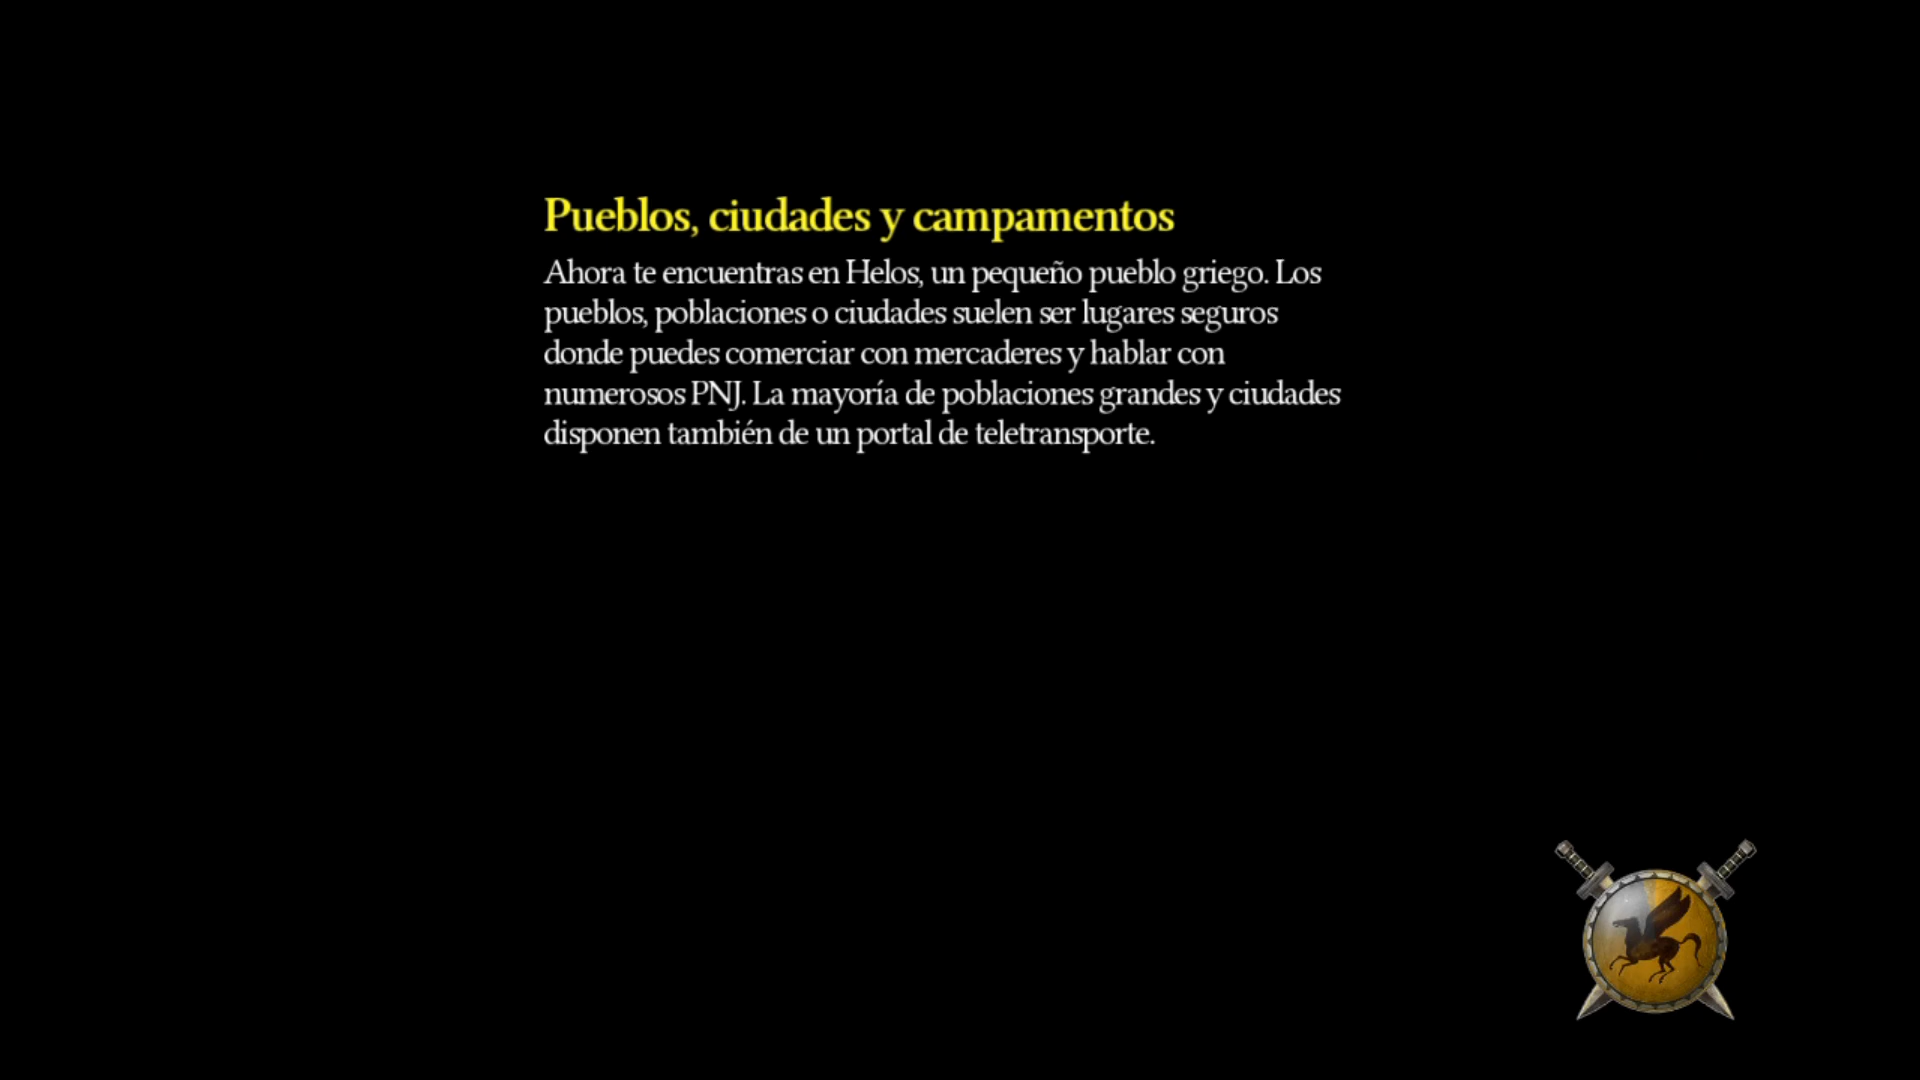 Pueblos, ciudades y campamentos
Ahora te encuentras en Helos, un pequeño pueblo griego. Los
pueblos, poblaciones o ciudades suelen ser lugares seguros
donde puedes comerciar con mercaderes y hablar con
numerosos PNJ. La mayoría de poblaciones grandes y ciudades
disponen también de un portal de teletransporte.